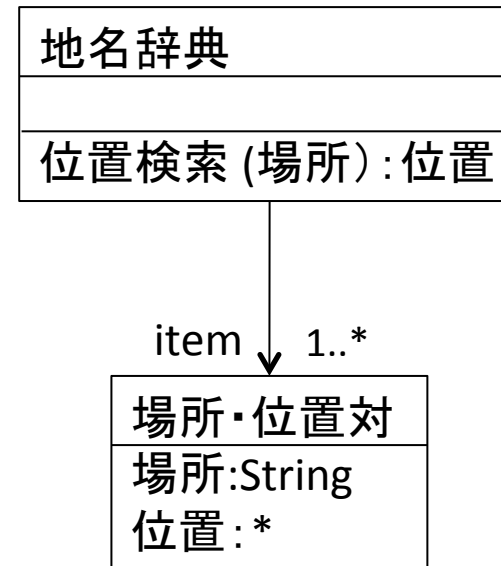 地名辞典
位置検索 (場所）:位置
item 1..*
場所・位置対
場所:String
位置:*